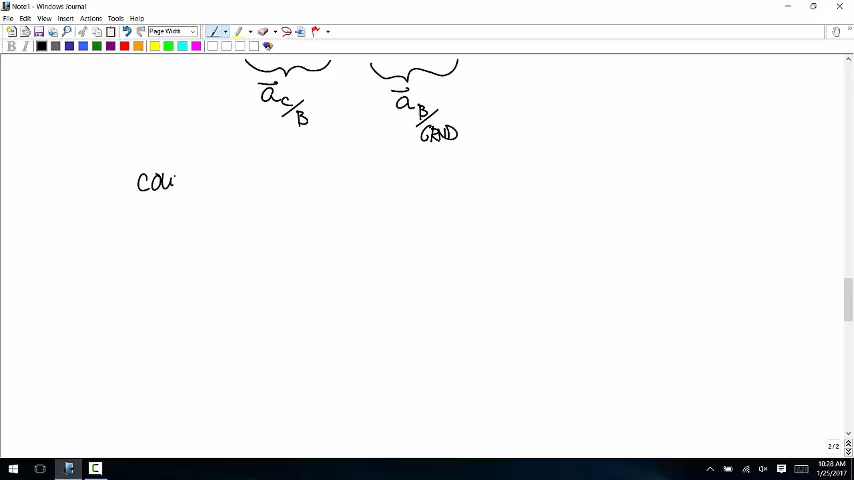 Note1 - Windows Journal
File Edit View Insert Actions Tools Help
Page Width
B I
a C/B
a B/GRND
COU
2/2
10:28 AM
1/25/2017